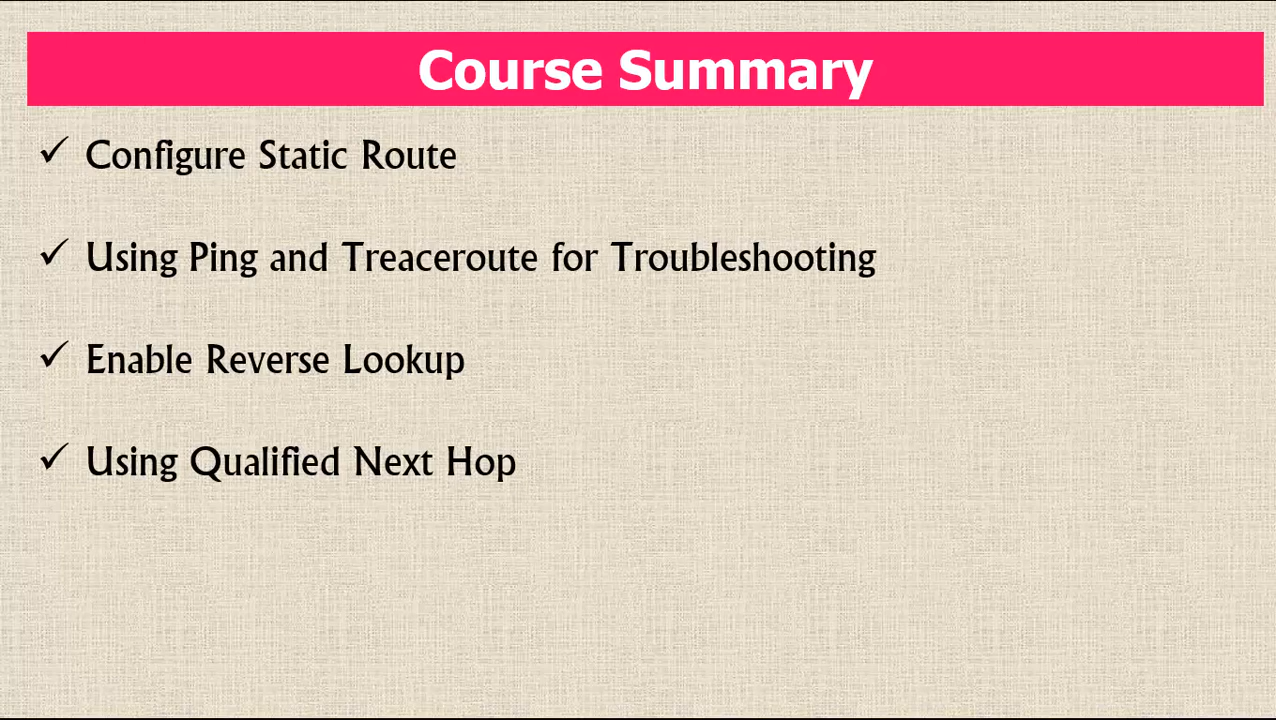 Course Summary
✓ Configure Static Route
✓ Using Ping and Treaceroute for Troubleshooting
✓ Enable Reverse Lookup
✓ Using Qualified Next Hop